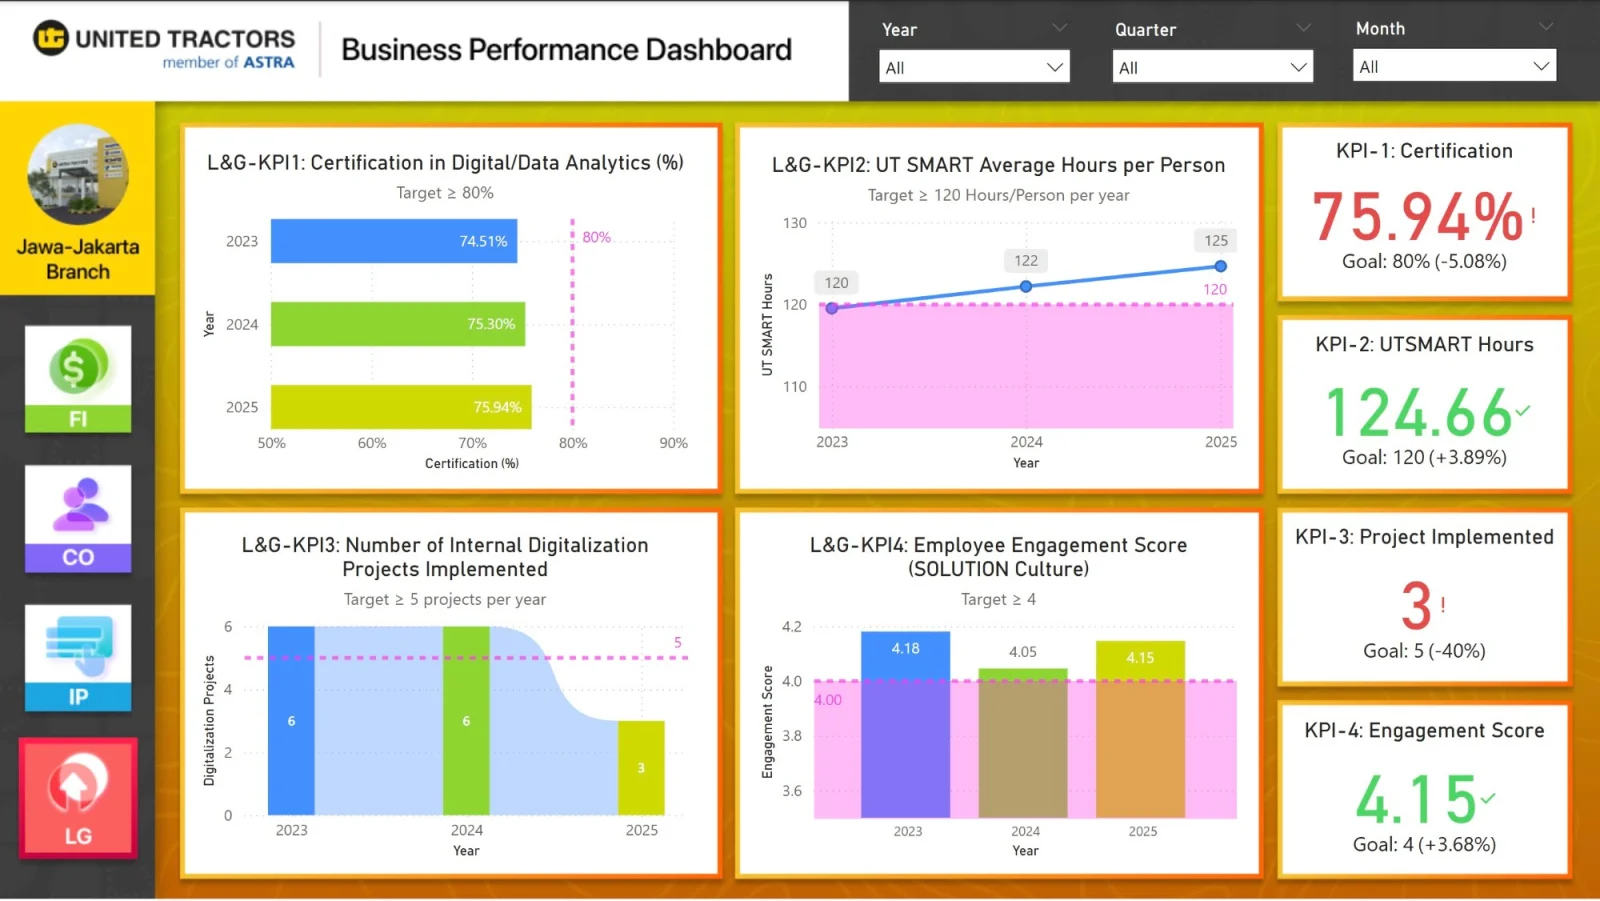 UNITED TRACTORS
member of ASTRA
Business Performance Dashboard
Year
All
Quarter
All
Month
All
Jawa-Jakarta
Branch
FI
CO
IP
LG
L&G-KPI1: Certification in Digital/Data Analytics (%)
Target ≥ 80%
Year
2023
74.51%
80%
2024
75.30%
2025
75.94%
50%
60%
70%
80%
90%
Certification (%)
L&G-KPI2: UT SMART Average Hours per Person
Target ≥ 120 Hours/Person per year
UT SMART Hours
130
120
110
120
122
125
120
2023
2024
2025
Year
KPI-1: Certification
75.94%!
Goal: 80% (-5.08%)
KPI-2: UTSMART Hours
124.66✓
Goal: 120 (+3.89%)
L&G-KPI3: Number of Internal Digitalization
Projects Implemented
Target ≥ 5 projects per year
Digitalization Projects
6
4
2
0
5
6
6
3
2023
2024
2025
Year
L&G-KPI4: Employee Engagement Score
(SOLUTION Culture)
Target ≥ 4
Engagement Score
4.2
4.0
3.8
3.6
4.00
4.18
4.05
4.15
2023
2024
2025
Year
KPI-3: Project Implemented
3!
Goal: 5 (-40%)
KPI-4: Engagement Score
4.15✓
Goal: 4 (+3.68%)